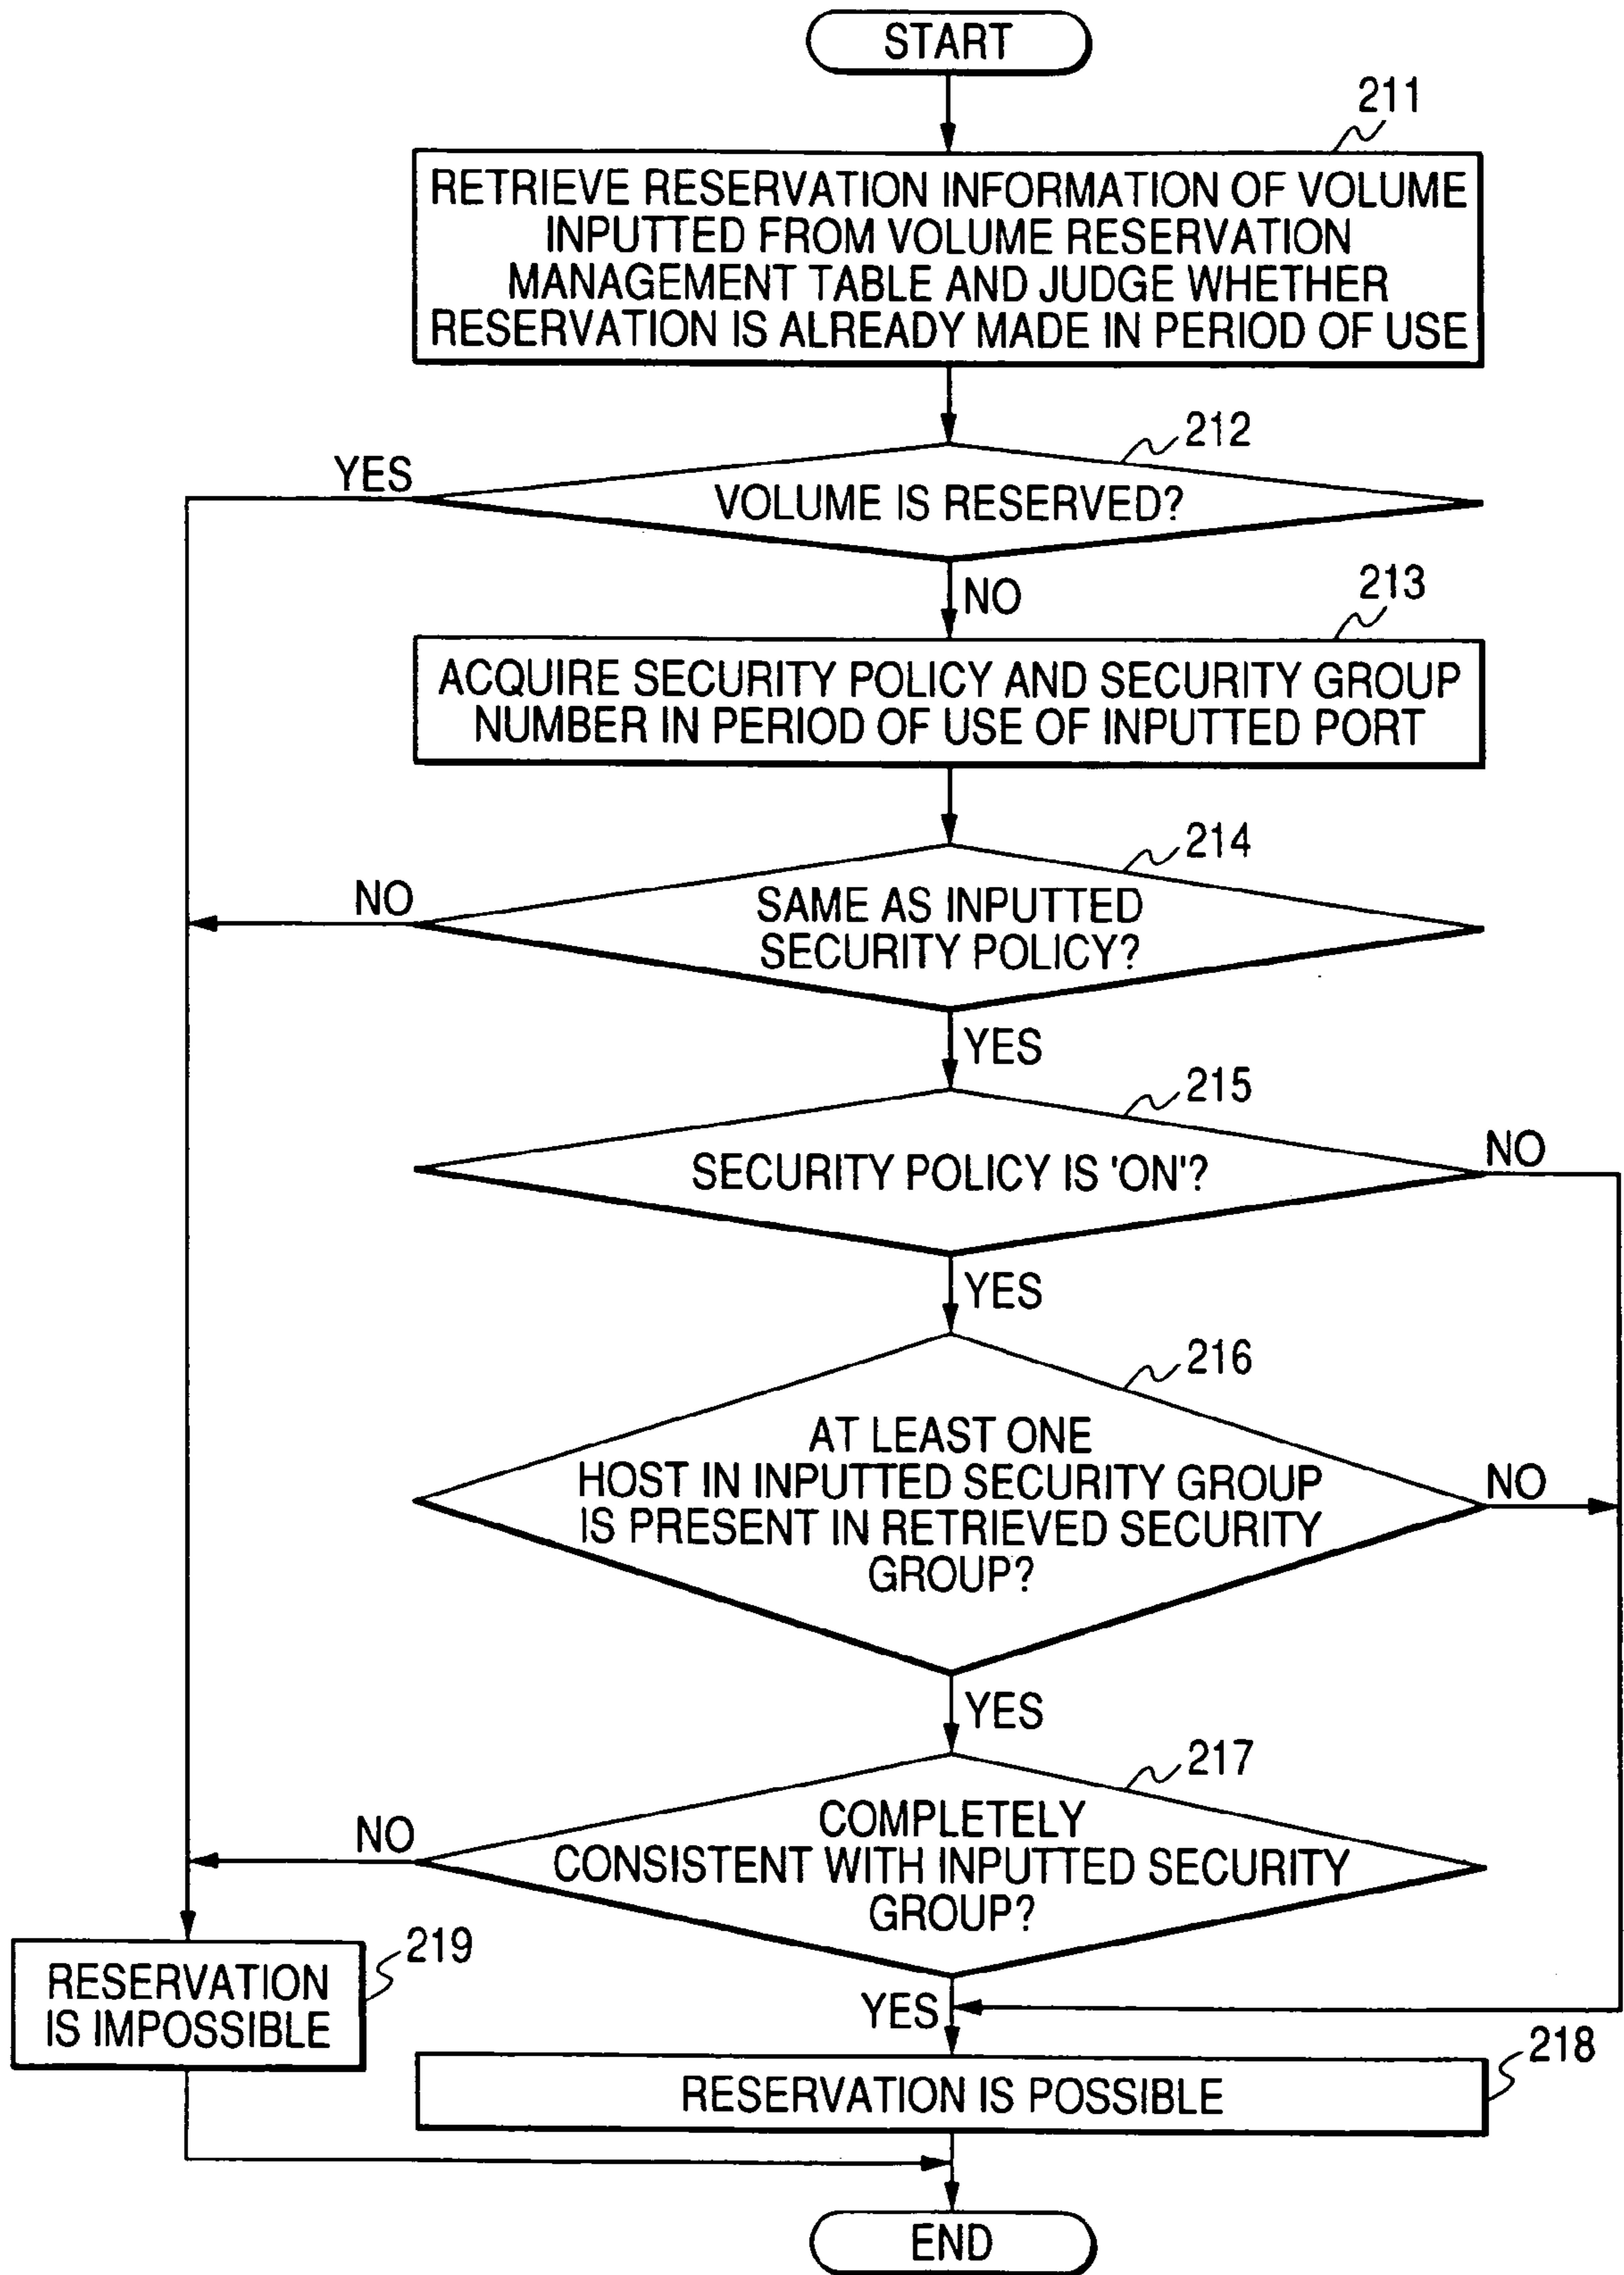 START
211
RETRIEVE RESERVATION INFORMATION OF VOLUME
INPUTTED FROM VOLUME RESERVATION
MANAGEMENT TABLE AND JUDGE WHETHER
RESERVATION IS ALREADY MADE IN PERIOD OF USE
212
YES
VOLUME IS RESERVED?
NO
213
ACQUIRE SECURITY POLICY AND SECURITY GROUP
NUMBER IN PERIOD OF USE OF INPUTTED PORT
214
NO
SAME AS INPUTTED
SECURITY POLICY?
YES
215
NO
SECURITY POLICY IS 'ON'?
YES
216
AT LEAST ONE
HOST IN INPUTTED SECURITY GROUP
IS PRESENT IN RETRIEVED SECURITY
GROUP?
NO
YES
217
NO
COMPLETELY
CONSISTENT WITH INPUTTED SECURITY
GROUP?
219
RESERVATION
IS IMPOSSIBLE
YES
218
RESERVATION IS POSSIBLE
END